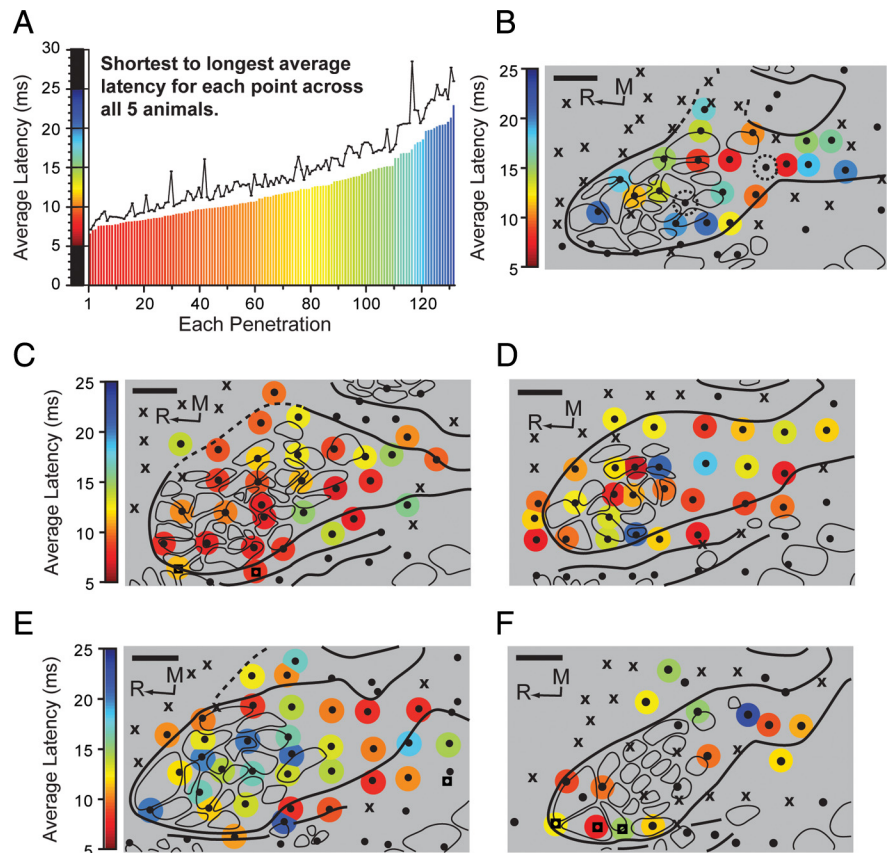 A
Average Latency (ms)
30
25
20
15
10
5
0
Shortest to longest average
latency for each point across
all 5 animals.
1
20
40
60
80
100
120
Each Penetration
B
Average Latency (ms)
25
20
15
10
5
R M
C
Average Latency (ms)
25
20
15
10
5
R M
D
R M
E
Average Latency (ms)
25
20
15
10
5
R M
F
R M